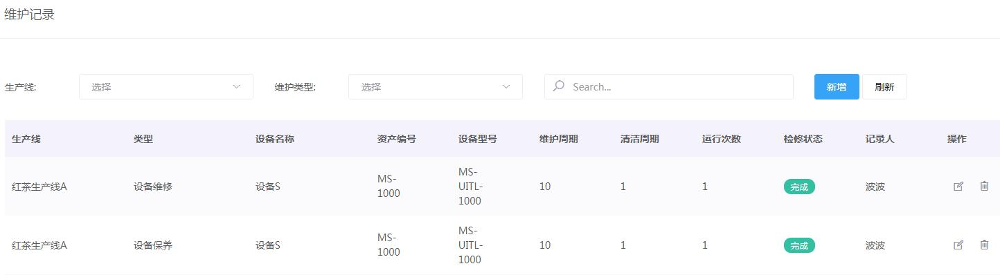 维护记录
生产线: 选择 维护类型: 选择 Search... 新增 刷新
生产线 类型 设备名称 资产编号 设备型号 维护周期 清洁周期 运行次数 检修状态 记录人 操作
红茶生产线A 设备维修 设备S MS-1000 MS-UITL-1000 10 1 1 完成 波波
红茶生产线A 设备保养 设备S MS-1000 MS-UITL-1000 10 1 1 完成 波波